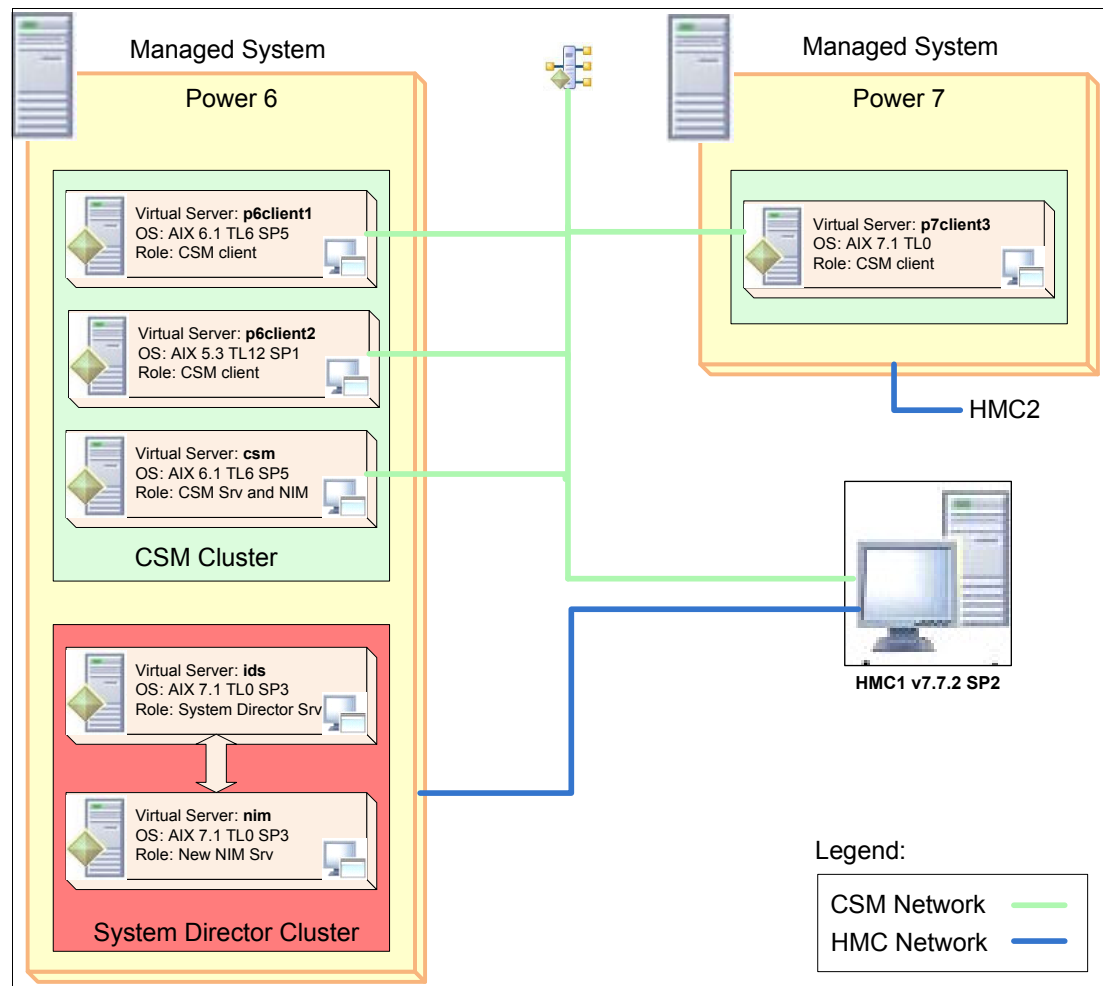 Managed System
Power 6
Virtual Server: p6client1
OS: AIX 6.1 TL6 SP5
Role: CSM client
Virtual Server: p6client2
OS: AIX 5.3 TL12 SP1
Role: CSM client
Virtual Server: csm
OS: AIX 6.1 TL6 SP5
Role: CSM Srv and NIM
CSM Cluster
Virtual Server: ids
OS: AIX 7.1 TL0 SP3
Role: System Director Srv
Virtual Server: nim
OS: AIX 7.1 TL0 SP3
Role: New NIM Srv
System Director Cluster
Managed System
Power 7
Virtual Server: p7client3
OS: AIX 7.1 TL0
Role: CSM client
HMC2
HMC1 v7.7.2 SP2
Legend:
CSM Network
HMC Network